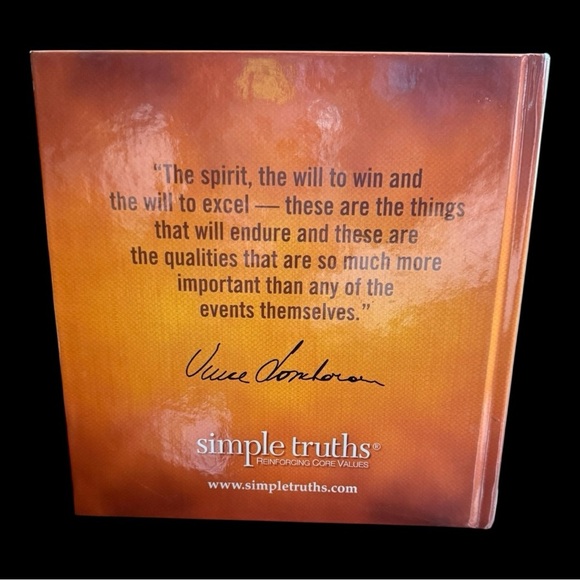 “The spirit, the will to win and
the will to excel — these are the things
that will endure and these are
the qualities that are so much more
important than any of the
events themselves.”
Vince Lombardi
simple truths®
REINFORCING CORE VALUES
www.simpletruths.com